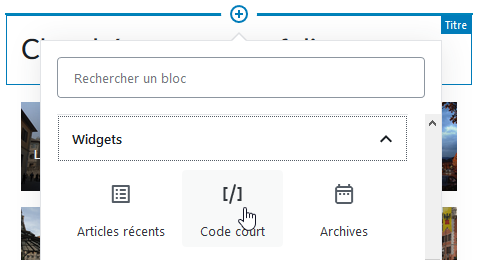 Titre
Rechercher un bloc
Widgets
[/]
Articles récents
Code court
Archives